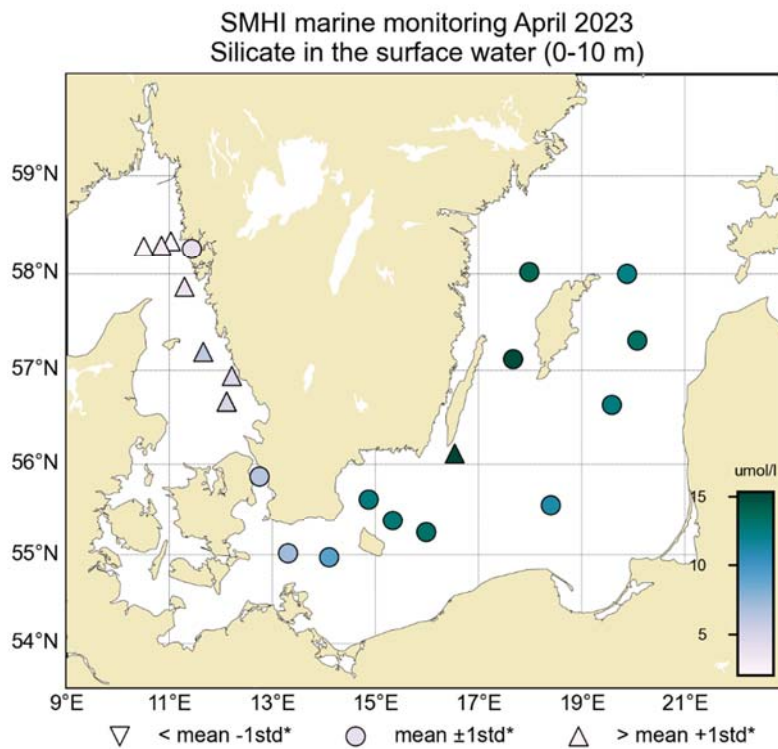 SMHI marine monitoring April 2023
Silicate in the surface water (0-10 m)
59°N
58°N
57°N
56°N
55°N
54°N
umol/l
15
10
5
9°E 11°E 13°E 15°E 17°E 19°E 21°E
< mean -1std* mean ±1std* > mean +1std*